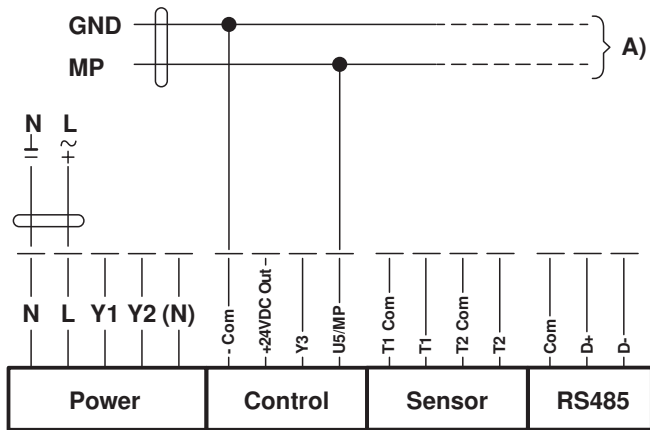 GND
MP
A)
N L
⊥ ~
= +
N L Y1 Y2 (N)
- Com
+24VDC Out -
Y3
U5/MP
T1 Com
T1
T2 Com
T2
Com
D+
D-
Power Control Sensor RS485